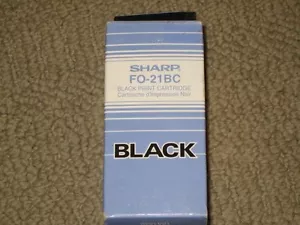 SHARP
FO-21BC
BLACK PRINT CARTRIDGE
Cartouche d'Impression Noir
BLACK